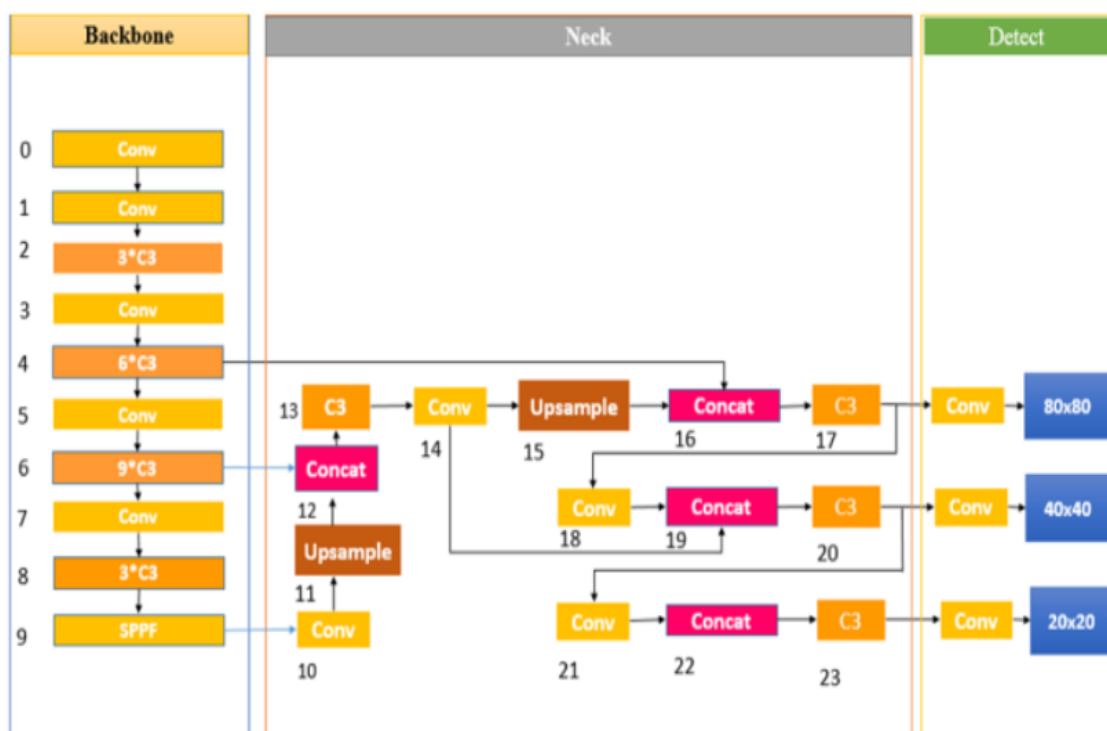 Backbone
Neck
Detect
0
Conv
1
Conv
2
3*C3
3
Conv
4
6*C3
5
Conv
6
9*C3
7
Conv
8
3*C3
9
SPPF
13
C3
Conv
Upsample
Concat
C3
Conv
80x80
14
15
16
17
Concat
12
Conv
Concat
C3
Conv
40x40
18
19
20
Upsample
11
Conv
10
Conv
Concat
C3
Conv
20x20
21
22
23